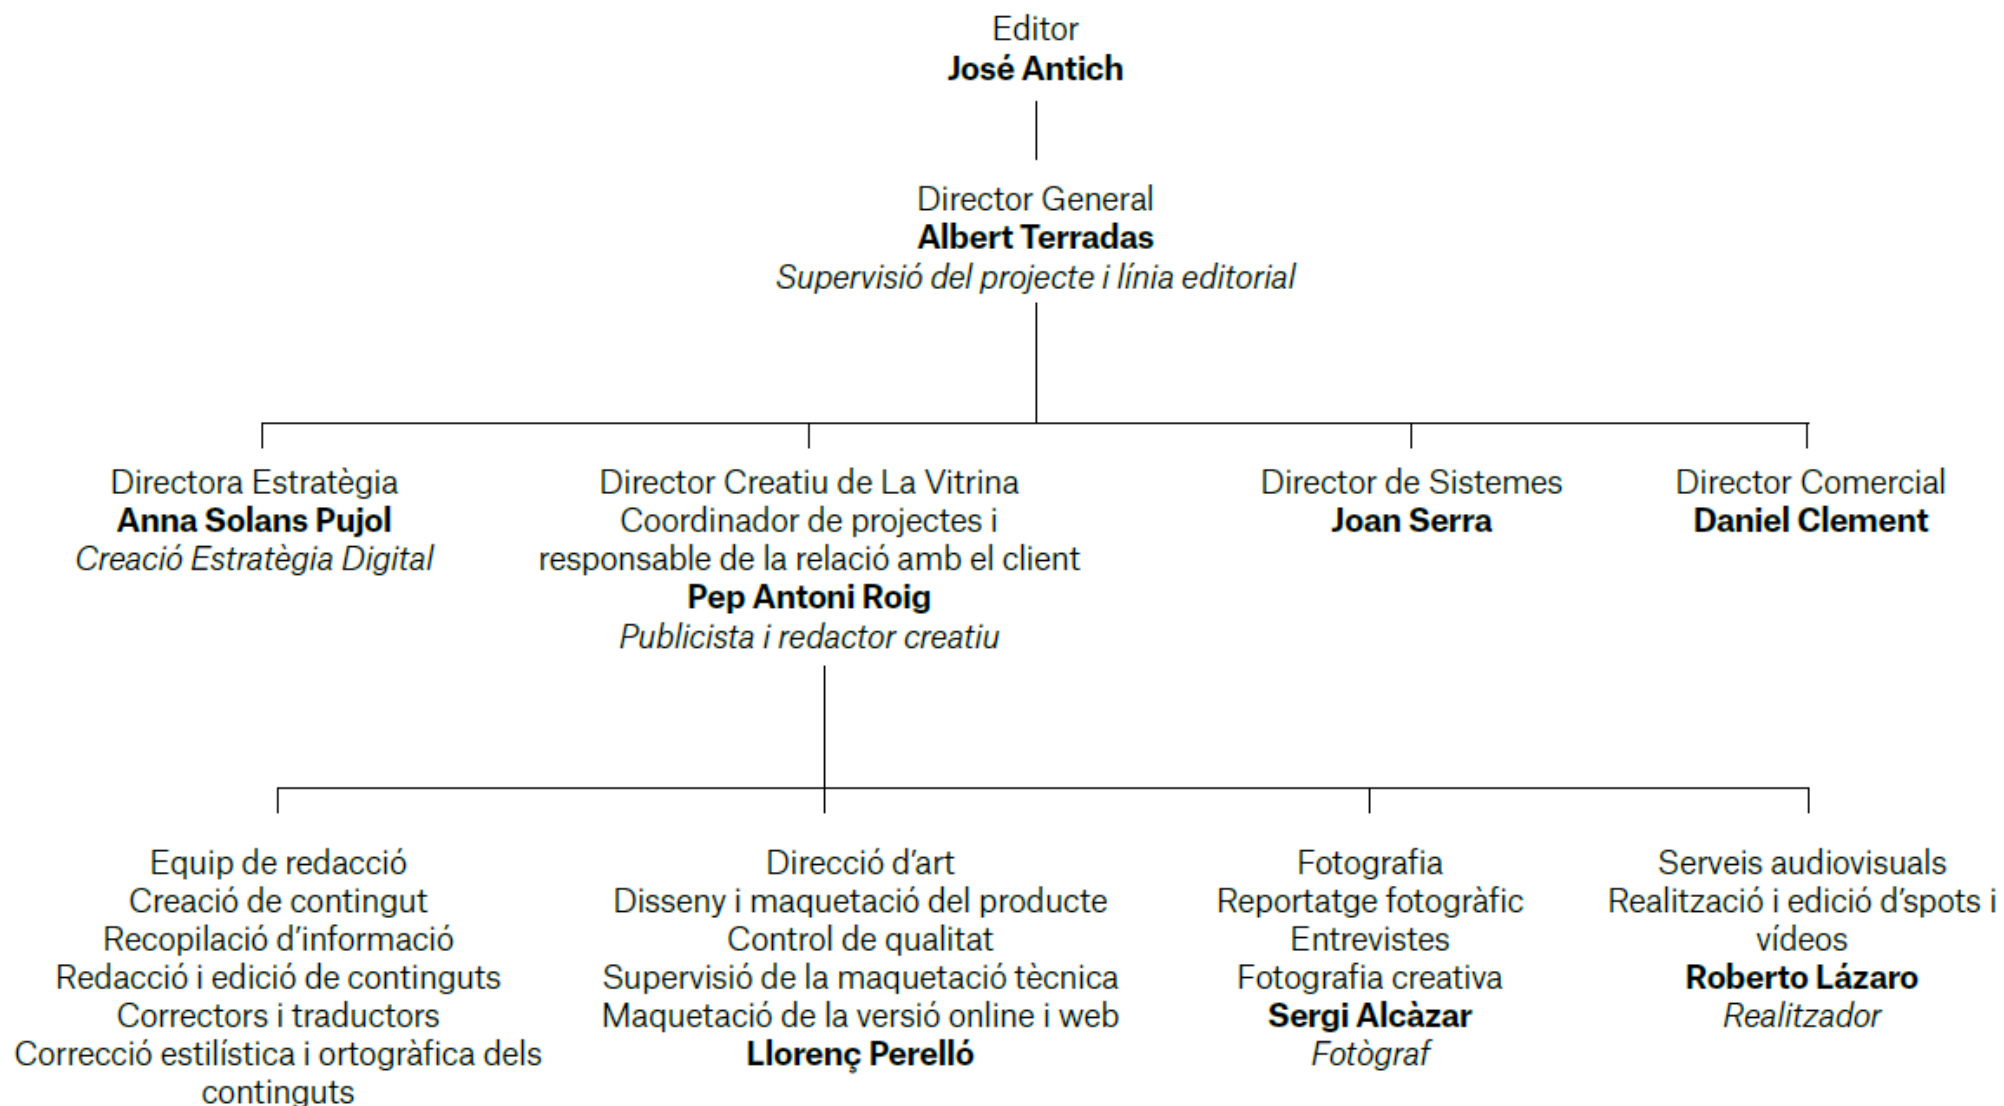 Editor
José Antich
Director General
Albert Terradas
Supervisió del projecte i línia editorial
Directora Estratègia
Anna Solans Pujol
Creació Estratègia Digital
Director Creatiu de La Vitrina
Coordinador de projectes i
responsable de la relació amb el client
Pep Antoni Roig
Publicista i redactor creatiu
Director de Sistemes
Joan Serra
Director Comercial
Daniel Clement
Equip de redacció
Creació de contingut
Recopilació d’informació
Redacció i edició de continguts
Correctors i traductors
Correcció estilística i ortogràfica dels
continguts
Direcció d’art
Disseny i maquetació del producte
Control de qualitat
Supervisió de la maquetació tècnica
Maquetació de la versió online i web
Llorenç Perelló
Fotografia
Reportatge fotogràfic
Entrevistes
Fotografia creativa
Sergi Alcàzar
Fotògraf
Serveis audiovisuals
Realització i edició d’spots i
vídeos
Roberto Lázaro
Realitzador